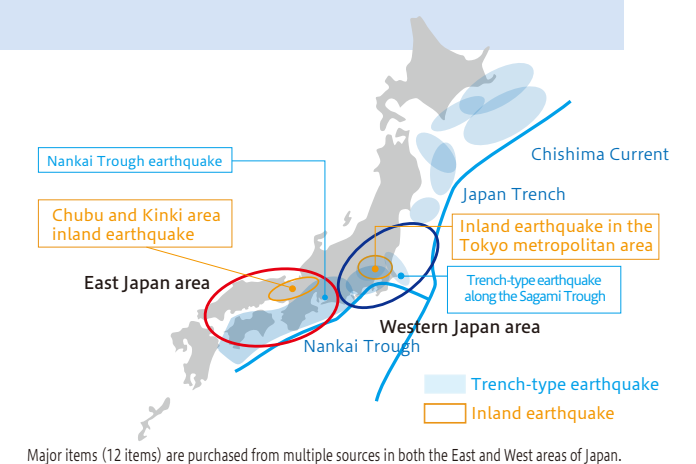 Chishima Current
Nankai Trough earthquake
Japan Trench
Chubu and Kinki area
inland earthquake
Inland earthquake in the
Tokyo metropolitan area
East Japan area
Trench-type earthquake
along the Sagami Trough
Western Japan area
Nankai Trough
Trench-type earthquake
Inland earthquake
Major items (12 items) are purchased from multiple sources in both the East and West areas of Japan.